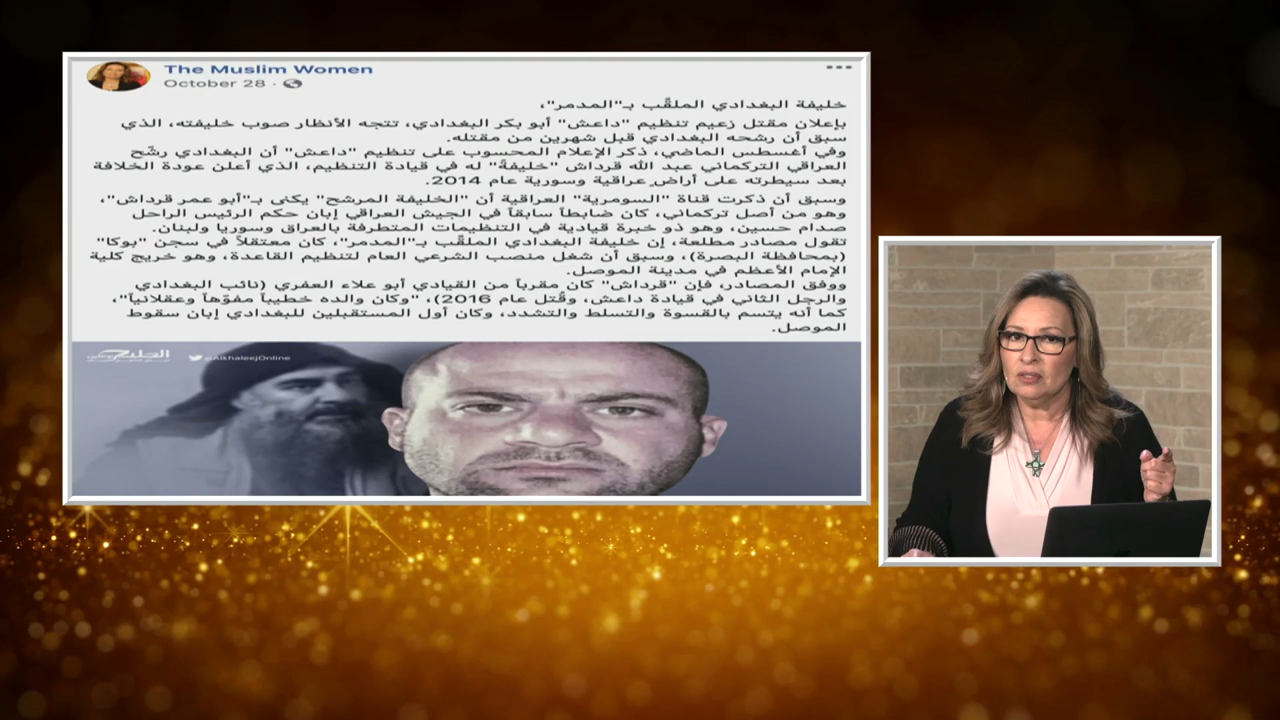 The Muslim Women
October 28
خليفة البغدادي الملقَّب بـ"المدمر"،
بإعلان مقتل زعيم تنظيم "داعش" أبو بكر البغدادي، تتجه الأنظار صوب خليفته، الذي
سبق أن رشحه البغدادي قبل شهرين من مقتله.
وفي أغسطس الماضي، ذكر الإعلام المحسوب على تنظيم "داعش" أن البغدادي رشّح
العراقي التركماني عبد الله قرداش "خليفةً" له في قيادة التنظيم، الذي أعلن عودة الخلافة
بعد سيطرته على أراضٍ عراقية وسورية عام 2014.
وسبق أن ذكرت قناة "السومرية" العراقية أن "الخليفة المرشح" يكنى بـ"أبو عمر قرداش"،
وهو من أصل تركماني، كان ضابطاً سابقاً في الجيش العراقي إبان حكم الرئيس الراحل
صدام حسين، وهو ذو خبرة قيادية في التنظيمات المتطرفة بالعراق وسوريا ولبنان.
تقول مصادر مطلعة، إن خليفة البغدادي الملقَّب بـ"المدمر"، كان معتقلاً في سجن "بوكا"
(بمحافظة البصرة)، وسبق أن شغل منصب الشرعي العام لتنظيم القاعدة، وهو خريج كلية
الإمام الأعظم في مدينة الموصل.
ووفق المصادر، فإن "قرداش" كان مقرباً من القيادي أبو علاء العفري (نائب البغدادي
والرجل الثاني في قيادة داعش، وقُتل عام 2016)، "وكان والده خطيباً مفوّهاً وعقلانياً"،
كما أنه يتسم بالقسوة والتسلط والتشدد، وكان أول المستقبلين للبغدادي إبان سقوط
الموصل.
الخليج أونلاين @AlkhaleejOnline